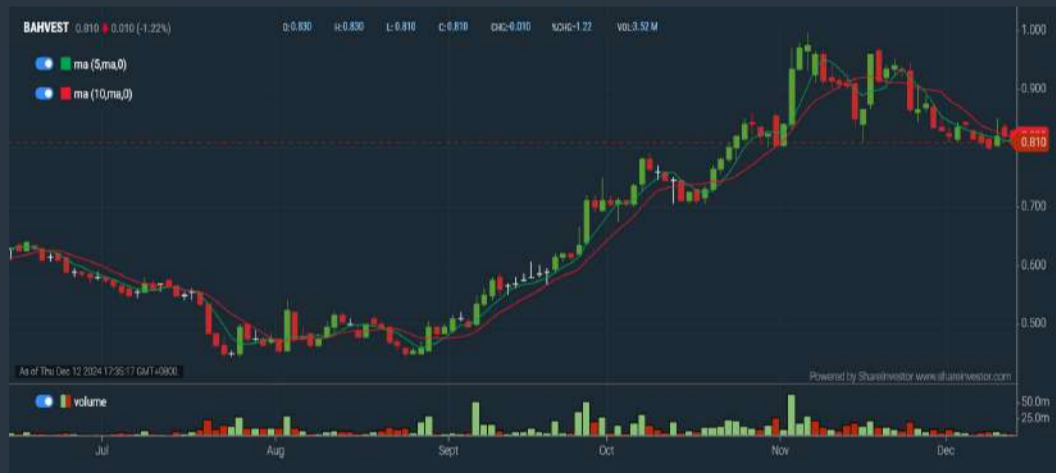 BAHVEST 0.810 0.010 (-1.22%) O:0.830 H:0.830 L:0.810 C:0.810 CHG:-0.010 %CHG:-1.22 VOL:3.52 M
ma (5,ma,0)
ma (10,ma,0)
1.000
0.900
0.810
0.700
0.600
0.500
As of Thu Dec 12 2024 17:35:17 GMT+0800
Powered by ShareInvestor www.shareinvestor.com
volume
50.0m
25.0m
Jul Aug Sept Oct Nov Dec